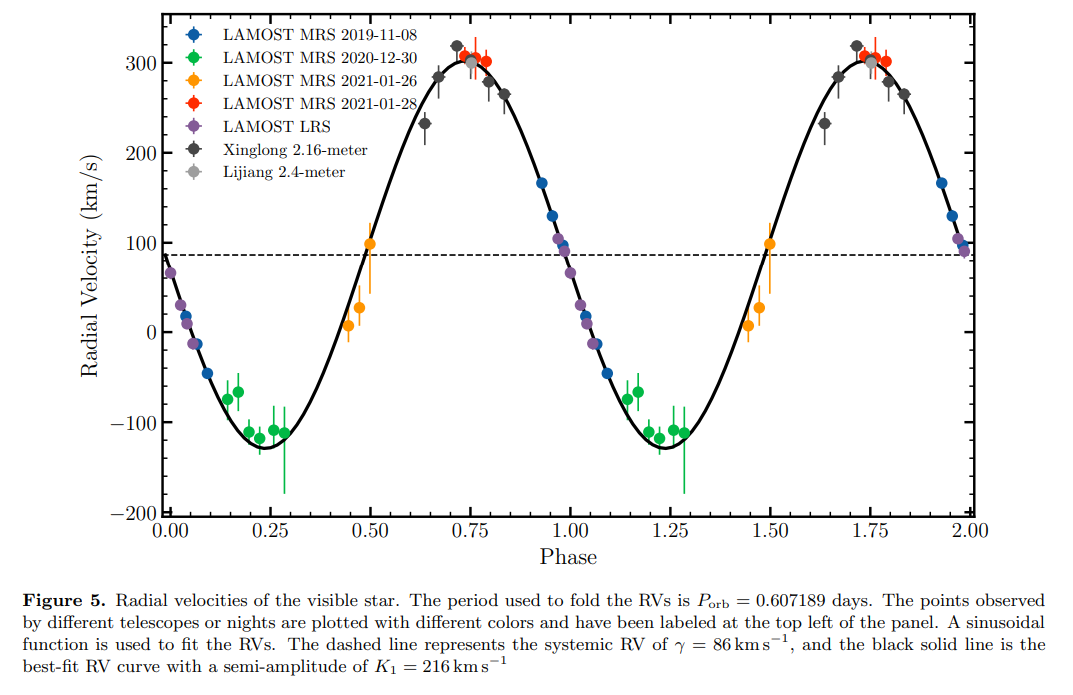 300
200
100
0
−100
−200
Radial Velocity (km/s)
LAMOST MRS 2019-11-08
LAMOST MRS 2020-12-30
LAMOST MRS 2021-01-26
LAMOST MRS 2021-01-28
LAMOST LRS
Xinglong 2.16-meter
Lijiang 2.4-meter
0.00 0.25 0.50 0.75 1.00 1.25 1.50 1.75 2.00
Phase
Figure 5. Radial velocities of the visible star. The period used to fold the RVs is P_orb = 0.607189 days. The points observed
by different telescopes or nights are plotted with different colors and have been labeled at the top left of the panel. A sinusoidal
function is used to fit the RVs. The dashed line represents the systemic RV of γ = 86 km s⁻¹, and the black solid line is the
best-fit RV curve with a semi-amplitude of K₁ = 216 km s⁻¹